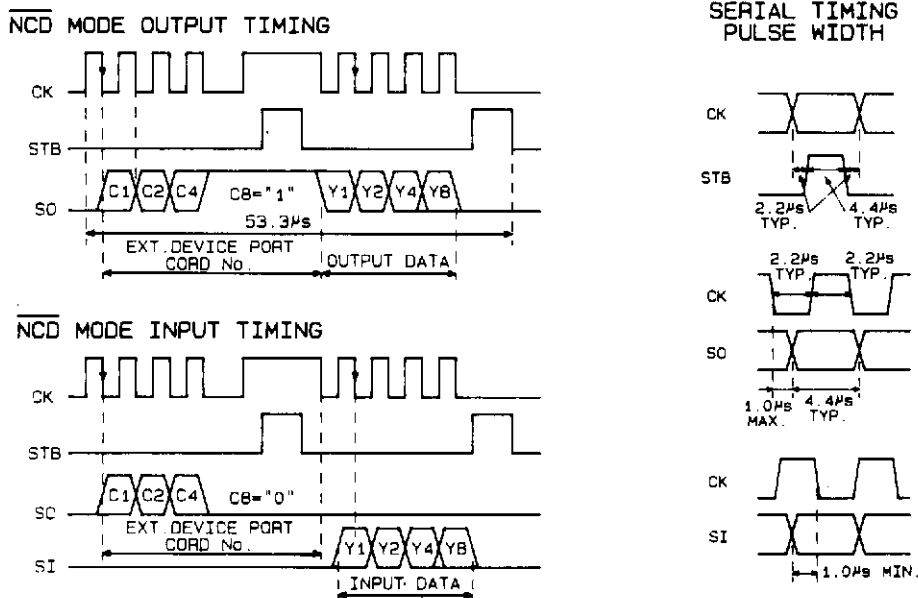 NCD MODE OUTPUT TIMING
CK
STB
SO
C1 C2 C4 C8="1" Y1 Y2 Y4 Y8
53.3µs
EXT.DEVICE PORT
CORD No.
OUTPUT DATA
NCD MODE INPUT TIMING
CK
STB
SO
C1 C2 C4 C8="0"
EXT.DEVICE PORT
CORD No.
SI
Y1 Y2 Y4 Y8
INPUT DATA
SERIAL TIMING
PULSE WIDTH
CK
STB
2.2µs 4.4µs
TYP. TYP.
2.2µs 2.2µs
TYP. TYP.
CK
SO
1.0µs 4.4µs
MAX. TYP.
CK
SI
1.0µs MIN.